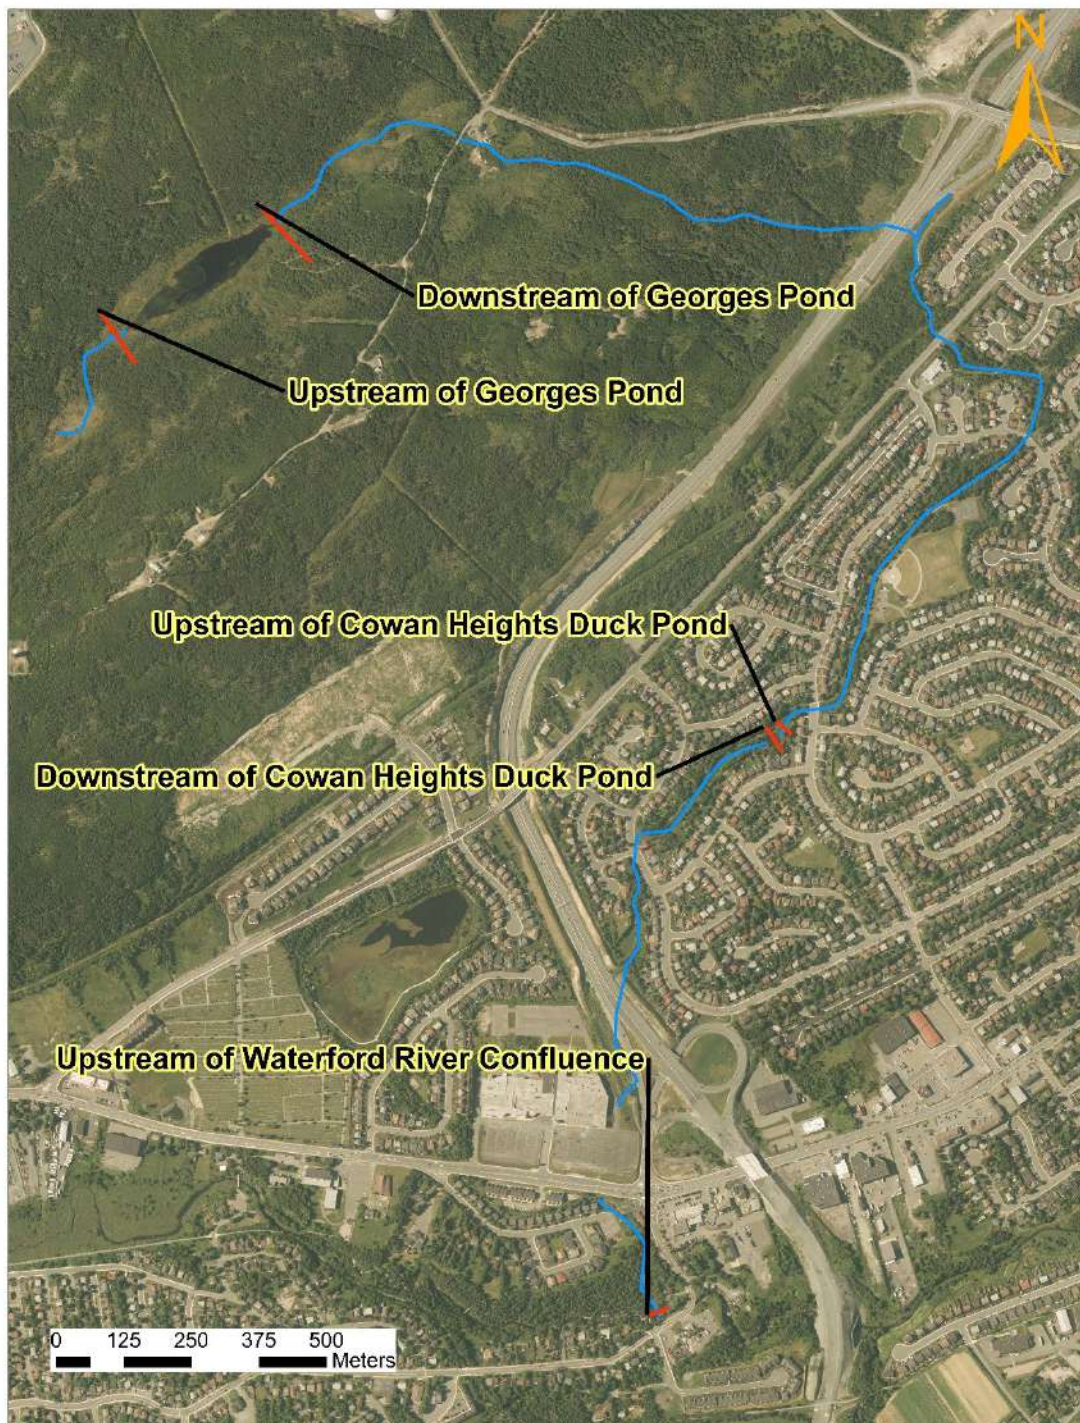 N
Downstream of Georges Pond
Upstream of Georges Pond
Upstream of Cowan Heights Duck Pond
Downstream of Cowan Heights Duck Pond
Upstream of Waterford River Confluence
0 125 250 375 500
Meters